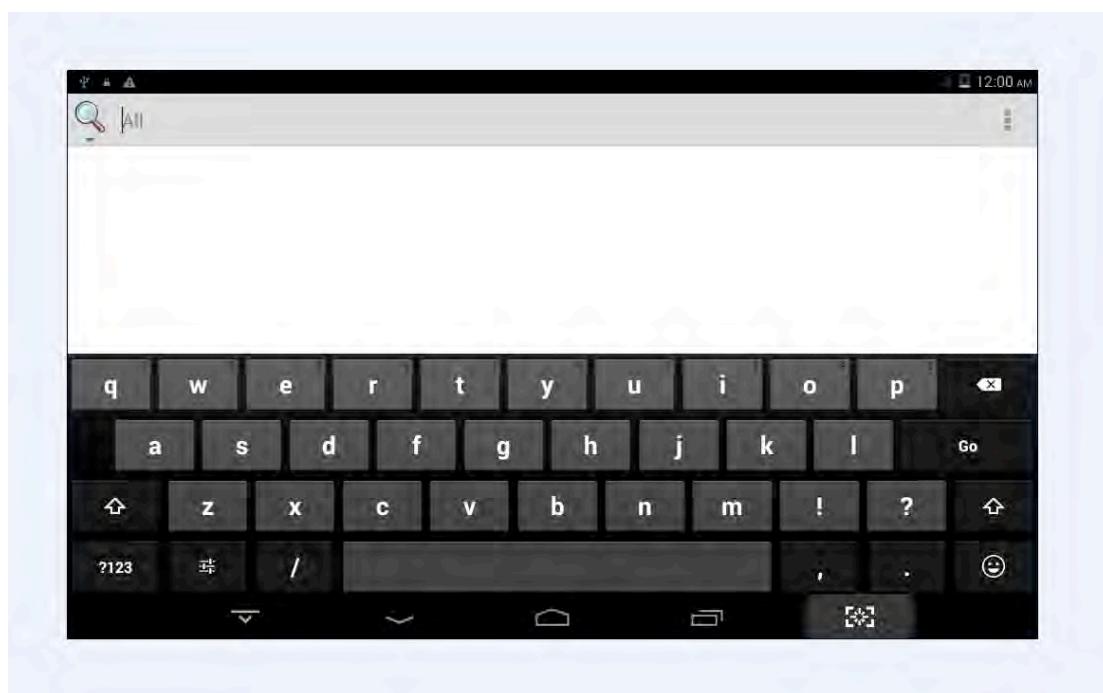 12:00 AM
All
q w e r t y u i o p
a s d f g h j k l Go
z x c v b n m ! ?
?123 / , .